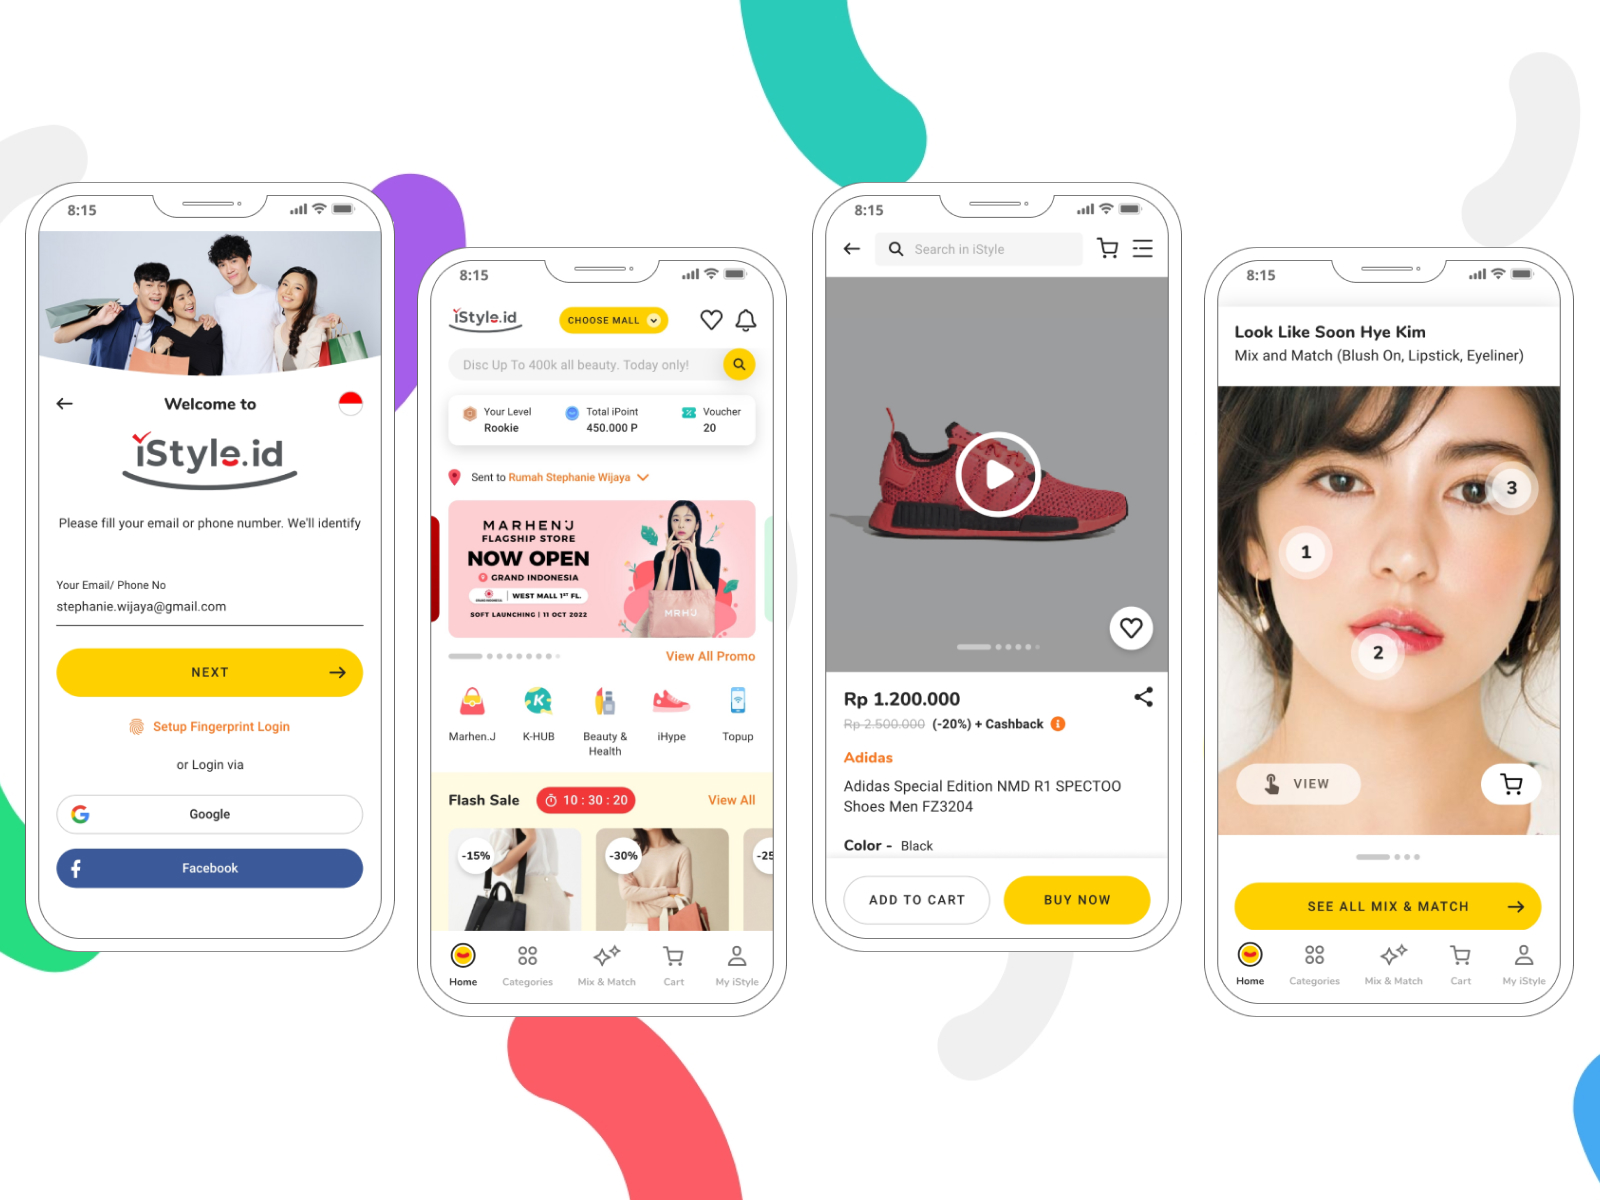 8:15
Welcome to
iStyle.id
Please fill your email or phone number. We'll identify
Your Email/ Phone No
stephanie.wijaya@gmail.com
NEXT
Setup Fingerprint Login
or Login via
Google
Facebook
8:15
iStyle.id
CHOOSE MALL
Disc Up To 400k all beauty. Today only!
Your Level
Rookie
Total iPoint
450.000 P
Voucher
20
Sent to Rumah Stephanie Wijaya
MARHEN.J
FLAGSHIP STORE
NOW OPEN
GRAND INDONESIA
WEST MALL 1ST FL.
SOFT LAUNCHING | 11 OCT 2022
MRHJ
View All Promo
Marhen.J
K
K-HUB
Beauty &
Health
iHype
Topup
Flash Sale
10 : 30 : 20
View All
-15%
-30%
-25
Home
Categories
Mix & Match
Cart
My iStyle
8:15
Search in iStyle
Rp 1.200.000
Rp 2.500.000 (-20%) + Cashback
Adidas
Adidas Special Edition NMD R1 SPECTOO
Shoes Men FZ3204
Color - Black
ADD TO CART
BUY NOW
8:15
Look Like Soon Hye Kim
Mix and Match (Blush On, Lipstick, Eyeliner)
3
1
2
VIEW
SEE ALL MIX & MATCH
Home
Categories
Mix & Match
Cart
My iStyle